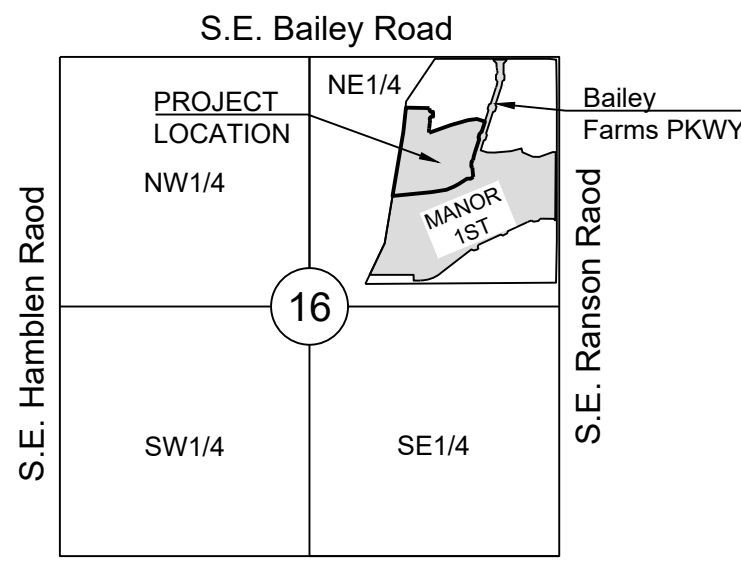 S.E. Bailey Road
NE1/4
PROJECT
LOCATION
Bailey
Farms PKWY
NW1/4
S.E. Hamblen Raod
MANOR
1ST
S.E. Ranson Raod
16
SW1/4
SE1/4